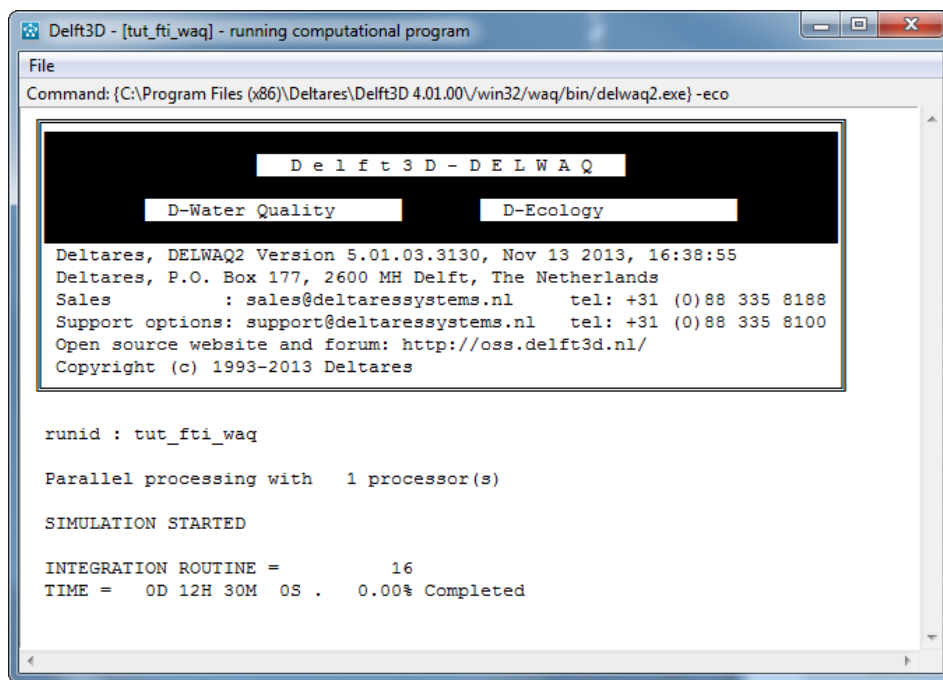 Delft3D - [tut_fti_waq] - running computational program
File
Command: {C:\Program Files (x86)\Deltares\Delft3D 4.01.00\/win32/waq/bin/delwaq2.exe} -eco
D e l f t 3 D - D E L W A Q
D-Water Quality D-Ecology
Deltares, DELWAQ2 Version 5.01.03.3130, Nov 13 2013, 16:38:55
Deltares, P.O. Box 177, 2600 MH Delft, The Netherlands
Sales : sales@deltaressystems.nl tel: +31 (0)88 335 8188
Support options: support@deltaressystems.nl tel: +31 (0)88 335 8100
Open source website and forum: http://oss.delft3d.nl/
Copyright (c) 1993-2013 Deltares
runid : tut_fti_waq
Parallel processing with 1 processor(s)
SIMULATION STARTED
INTEGRATION ROUTINE = 16
TIME = 0D 12H 30M 0S . 0.00% Completed